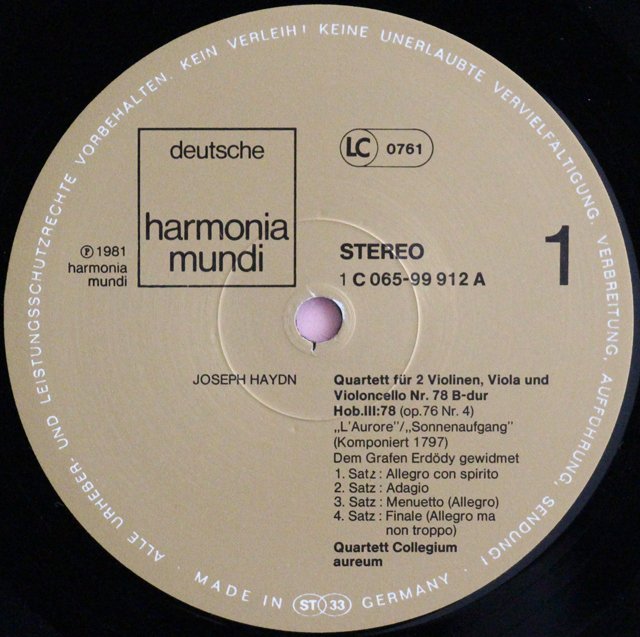 ALLE URHEBER- UND LEISTUNGSSCHUTZRECHTE VORBEHALTEN. KEIN VERLEIH! KEINE UNERLAUBTE VERVIELFÄLTIGUNG, VERBREITUNG, AUFFÜHRUNG, SENDUNG!
deutsche
harmonia
mundi
LC 0761
℗ 1981
harmonia
mundi
STEREO
1 C 065-99 912 A
1
JOSEPH HAYDN
Quartett für 2 Violinen, Viola und
Violoncello Nr. 78 B-dur
Hob.III:78 (op.76 Nr. 4)
„L'Aurore"/„Sonnenaufgang"
(Komponiert 1797)
Dem Grafen Erdödy gewidmet
1. Satz : Allegro con spirito
2. Satz : Adagio
3. Satz : Menuetto (Allegro)
4. Satz : Finale (Allegro ma
non troppo)
Quartett Collegium
aureum
· MADE IN ST 33 GERMANY ·